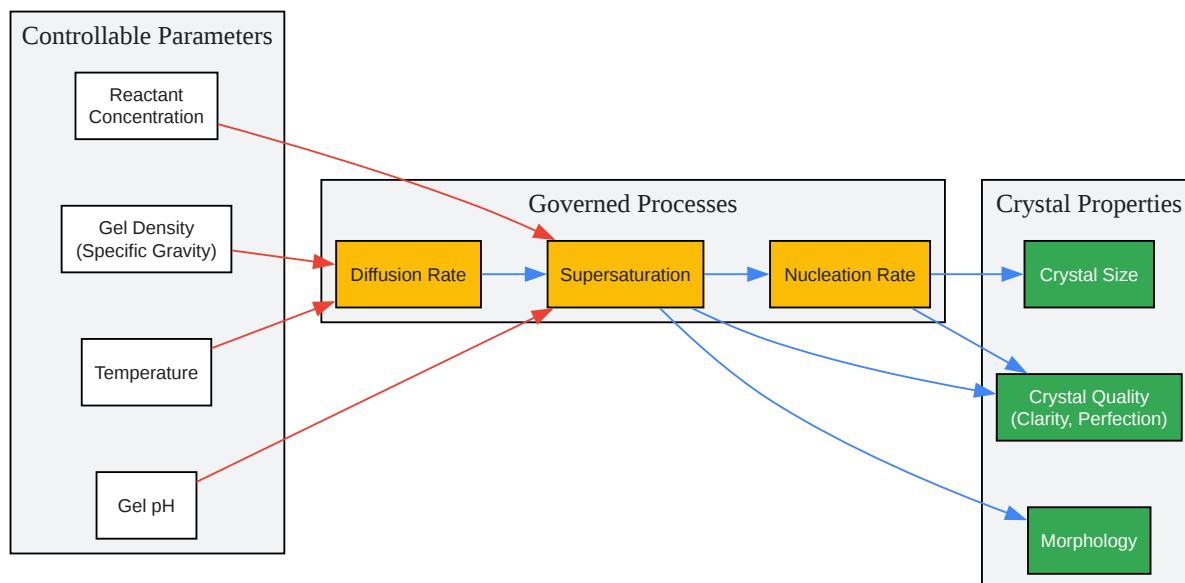 Controllable Parameters
Reactant
Concentration
Gel Density
(Specific Gravity)
Temperature
Gel pH
Governed Processes
Diffusion Rate
Supersaturation
Nucleation Rate
Crystal Properties
Crystal Size
Crystal Quality
(Clarity, Perfection)
Morphology